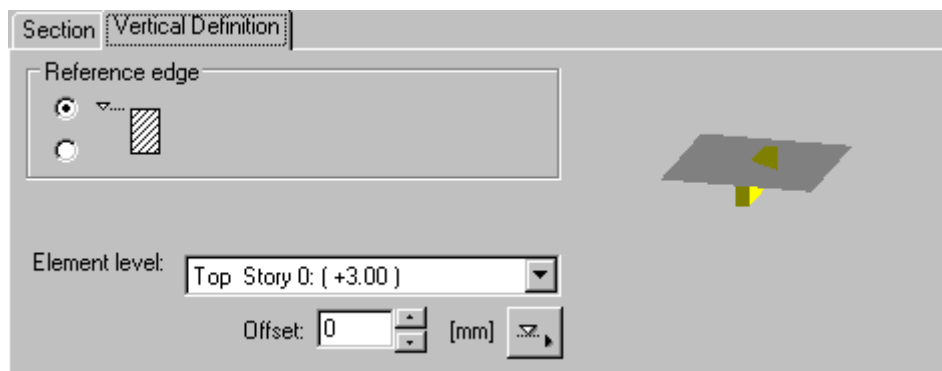 Section Vertical Definition
Reference edge
Element level: Top Story 0: ( +3.00 )
Offset: 0 [mm]